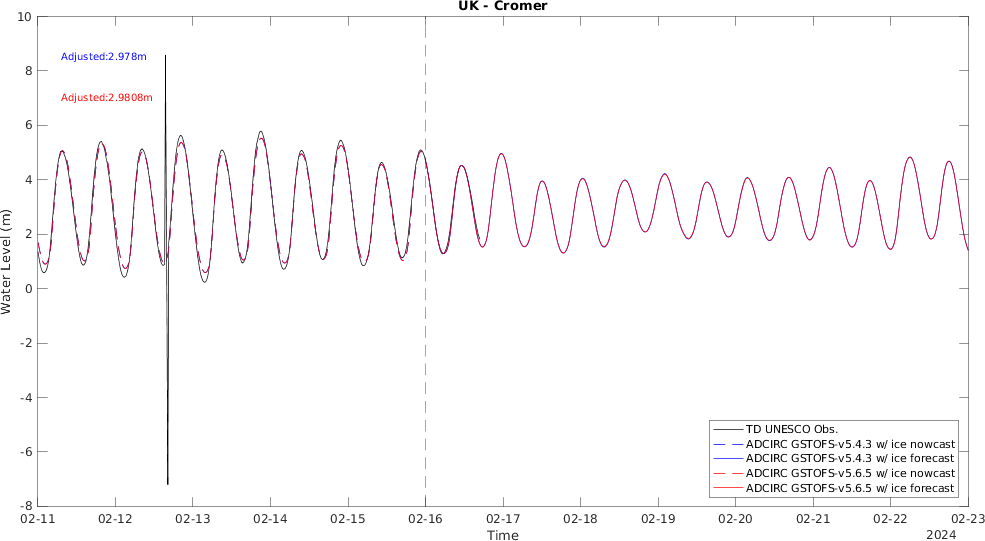 UK - Cromer
10
8
6
4
2
0
-2
-4
-6
-8
Water Level (m)
Adjusted:2.978m
Adjusted:2.9808m
TD UNESCO Obs.
ADCIRC GSTOFS-v5.4.3 w/ ice nowcast
ADCIRC GSTOFS-v5.4.3 w/ ice forecast
ADCIRC GSTOFS-v5.6.5 w/ ice nowcast
ADCIRC GSTOFS-v5.6.5 w/ ice forecast
02-11 02-12 02-13 02-14 02-15 02-16 02-17 02-18 02-19 02-20 02-21 02-22 02-23
Time
2024